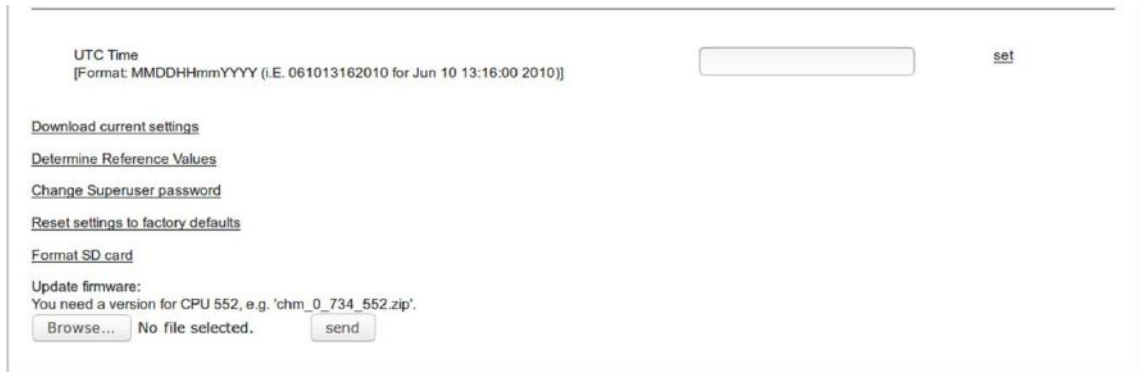 UTC Time
[Format: MMDDHHmmYYYY (i.E. 061013162010 for Jun 10 13:16:00 2010)]
set
Download current settings
Determine Reference Values
Change Superuser password
Reset settings to factory defaults
Format SD card
Update firmware:
You need a version for CPU 552, e.g. 'chm_0_734_552.zip'.
Browse... No file selected. send